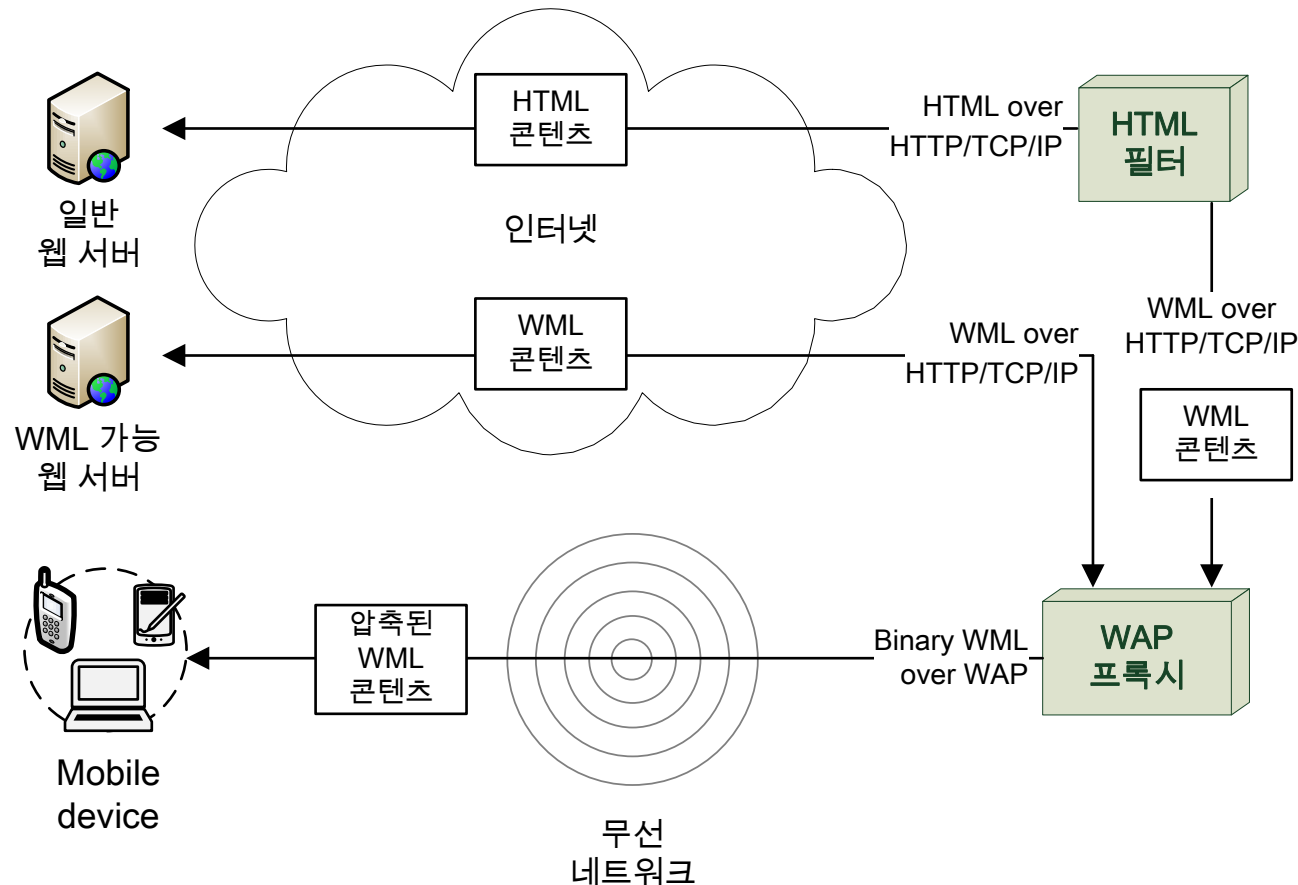 HTML
콘텐츠
HTML over
HTTP/TCP/IP
HTML
필터
일반
웹 서버
인터넷
WML
콘텐츠
WML over
HTTP/TCP/IP
WML over
HTTP/TCP/IP
WML 가능
웹 서버
WML
콘텐츠
압축된
WML
콘텐츠
Binary WML
over WAP
WAP
프록시
Mobile
device
무선
네트워크